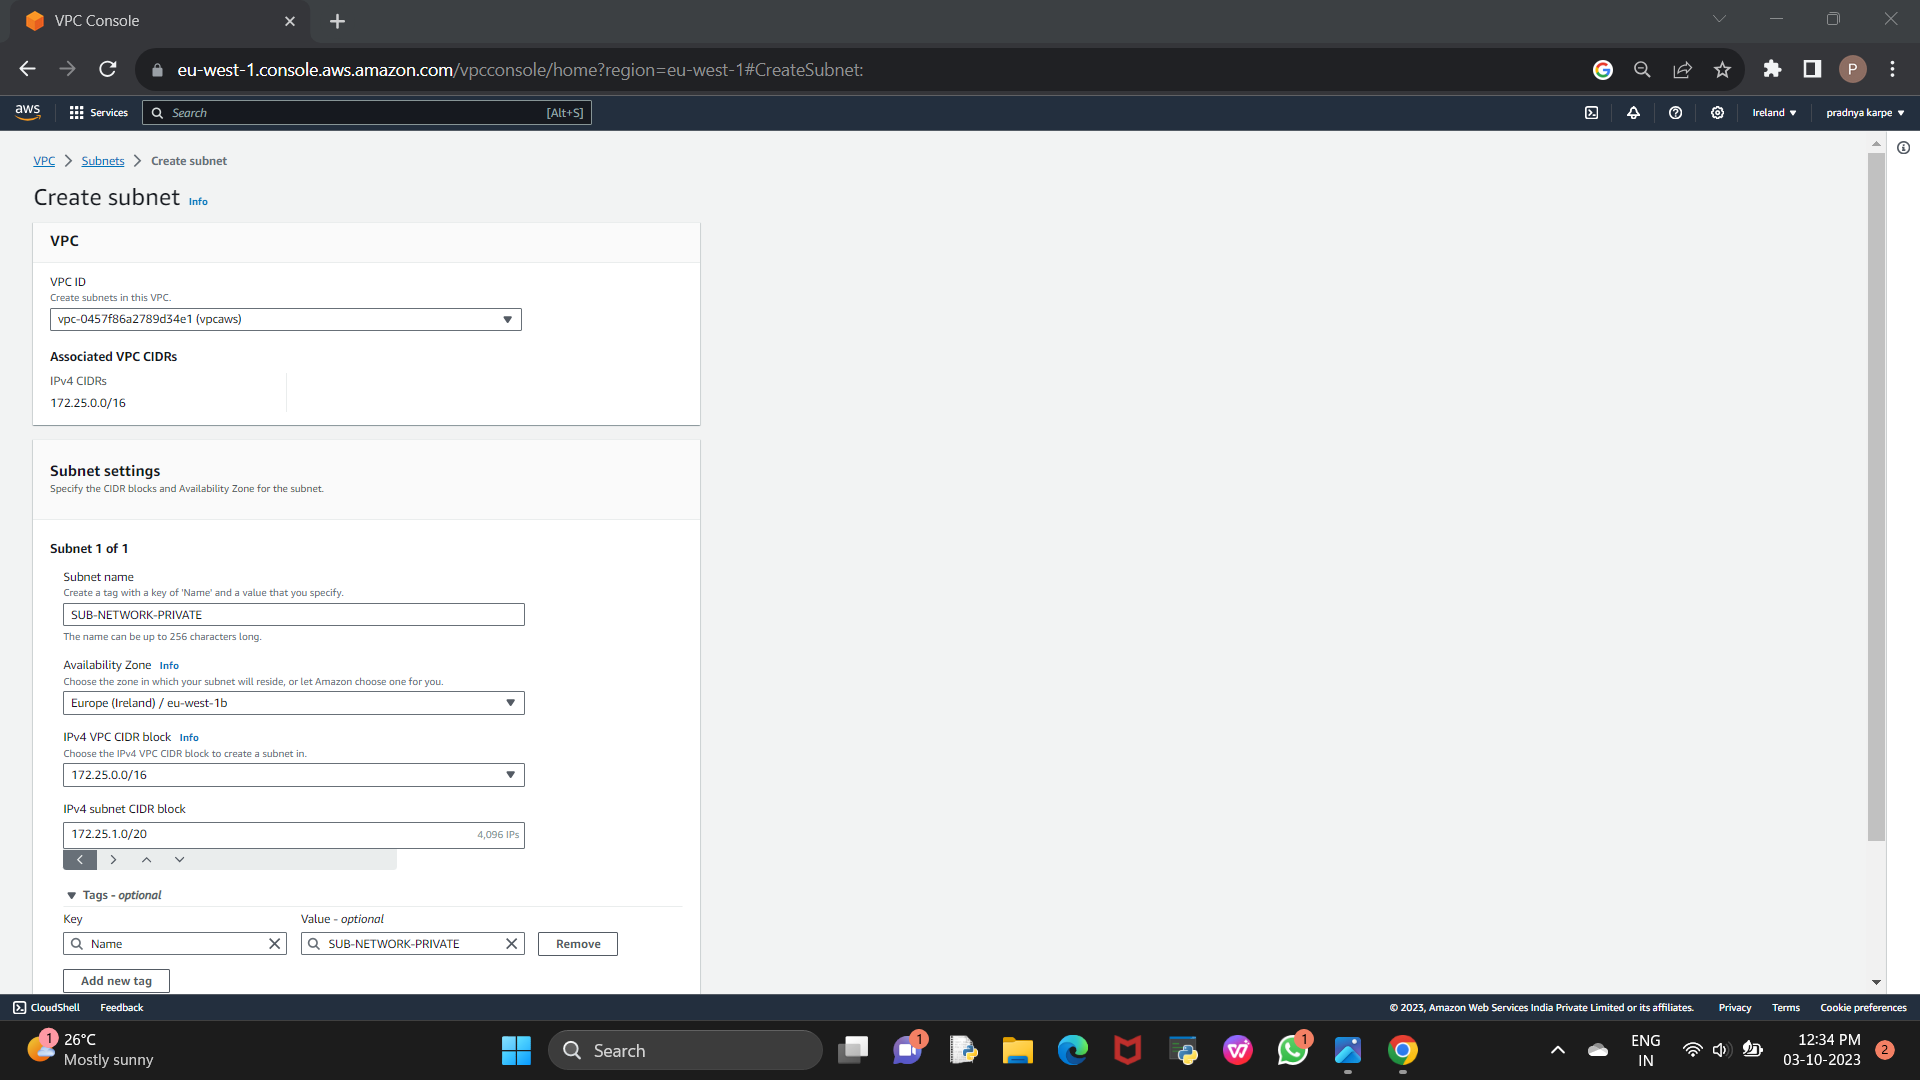 VPC Console
eu-west-1.console.aws.amazon.com/vpcconsole/home?region=eu-west-1#CreateSubnet:
P
aws
Services
Search
[Alt+S]
Ireland
pradnya karpe
VPC > Subnets > Create subnet
Create subnet Info
VPC
VPC ID
Create subnets in this VPC.
vpc-0457f86a2789d34e1 (vpcaws)
Associated VPC CIDRs
IPv4 CIDRs
172.25.0.0/16
Subnet settings
Specify the CIDR blocks and Availability Zone for the subnet.
Subnet 1 of 1
Subnet name
Create a tag with a key of 'Name' and a value that you specify.
SUB-NETWORK-PRIVATE
The name can be up to 256 characters long.
Availability Zone Info
Choose the zone in which your subnet will reside, or let Amazon choose one for you.
Europe (Ireland) / eu-west-1b
IPv4 VPC CIDR block Info
Choose the IPv4 VPC CIDR block to create a subnet in.
172.25.0.0/16
IPv4 subnet CIDR block
172.25.1.0/20 4,096 IPs
Tags - optional
Key Value - optional
Name SUB-NETWORK-PRIVATE Remove
Add new tag
CloudShell Feedback © 2023, Amazon Web Services India Private Limited or its affiliates. Privacy Terms Cookie preferences
1
26°C
Mostly sunny
Search
1
1
ENG
IN
12:34 PM
03-10-2023
2